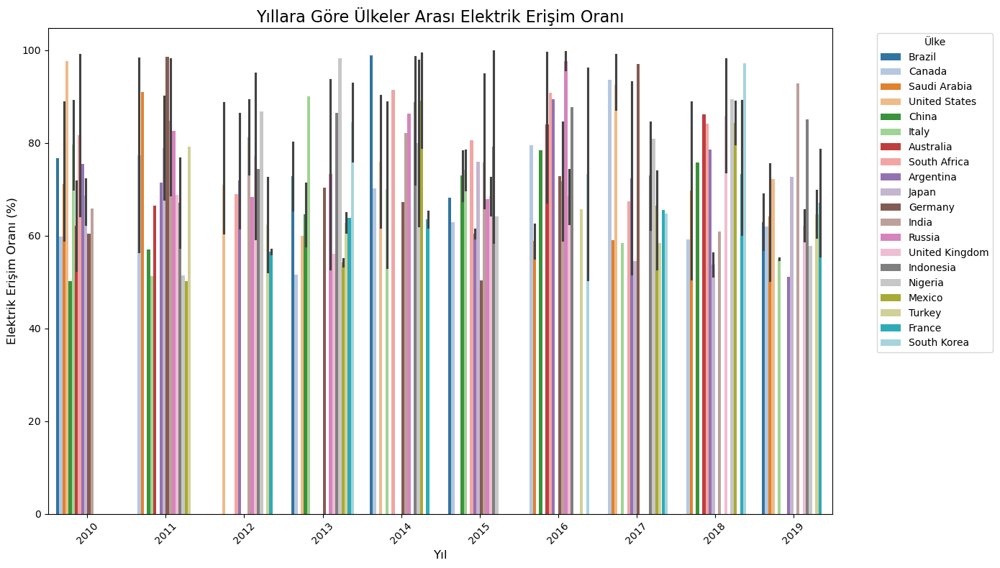 Yıllara Göre Ülkeler Arası Elektrik Erişim Oranı
Elektrik Erişim Oranı (%)
100
80
60
40
20
0
2010
2011
2012
2013
2014
2015
2016
2017
2018
2019
Yıl
Ülke
Brazil
Canada
Saudi Arabia
United States
China
Italy
Australia
South Africa
Argentina
Japan
Germany
India
Russia
United Kingdom
Indonesia
Nigeria
Mexico
Turkey
France
South Korea